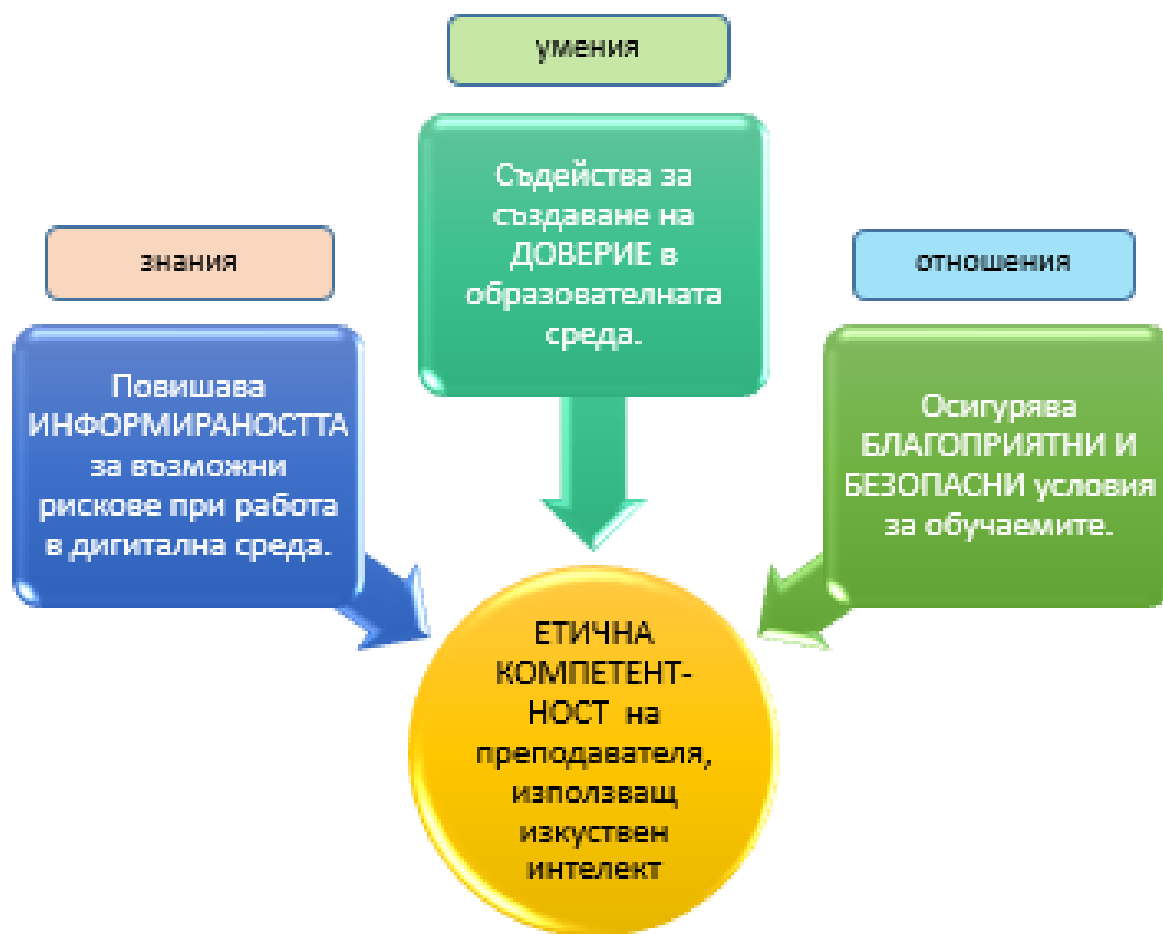 умения
Съдейства за
създаване на
ДОВЕРИЕ в
образователната
среда.
знания
Повишава
ИНФОРМИРАНОСТТА
за възможни
рискове при работа
в дигитална среда.
отношения
Осигурява
БЛАГОПРИЯТНИ И
БЕЗОПАСНИ условия
за обучаемите.
ЕТИЧНА
КОМПЕТЕНТ-
НОСТ на
преподавателя,
използващ
изкуствен
интелект